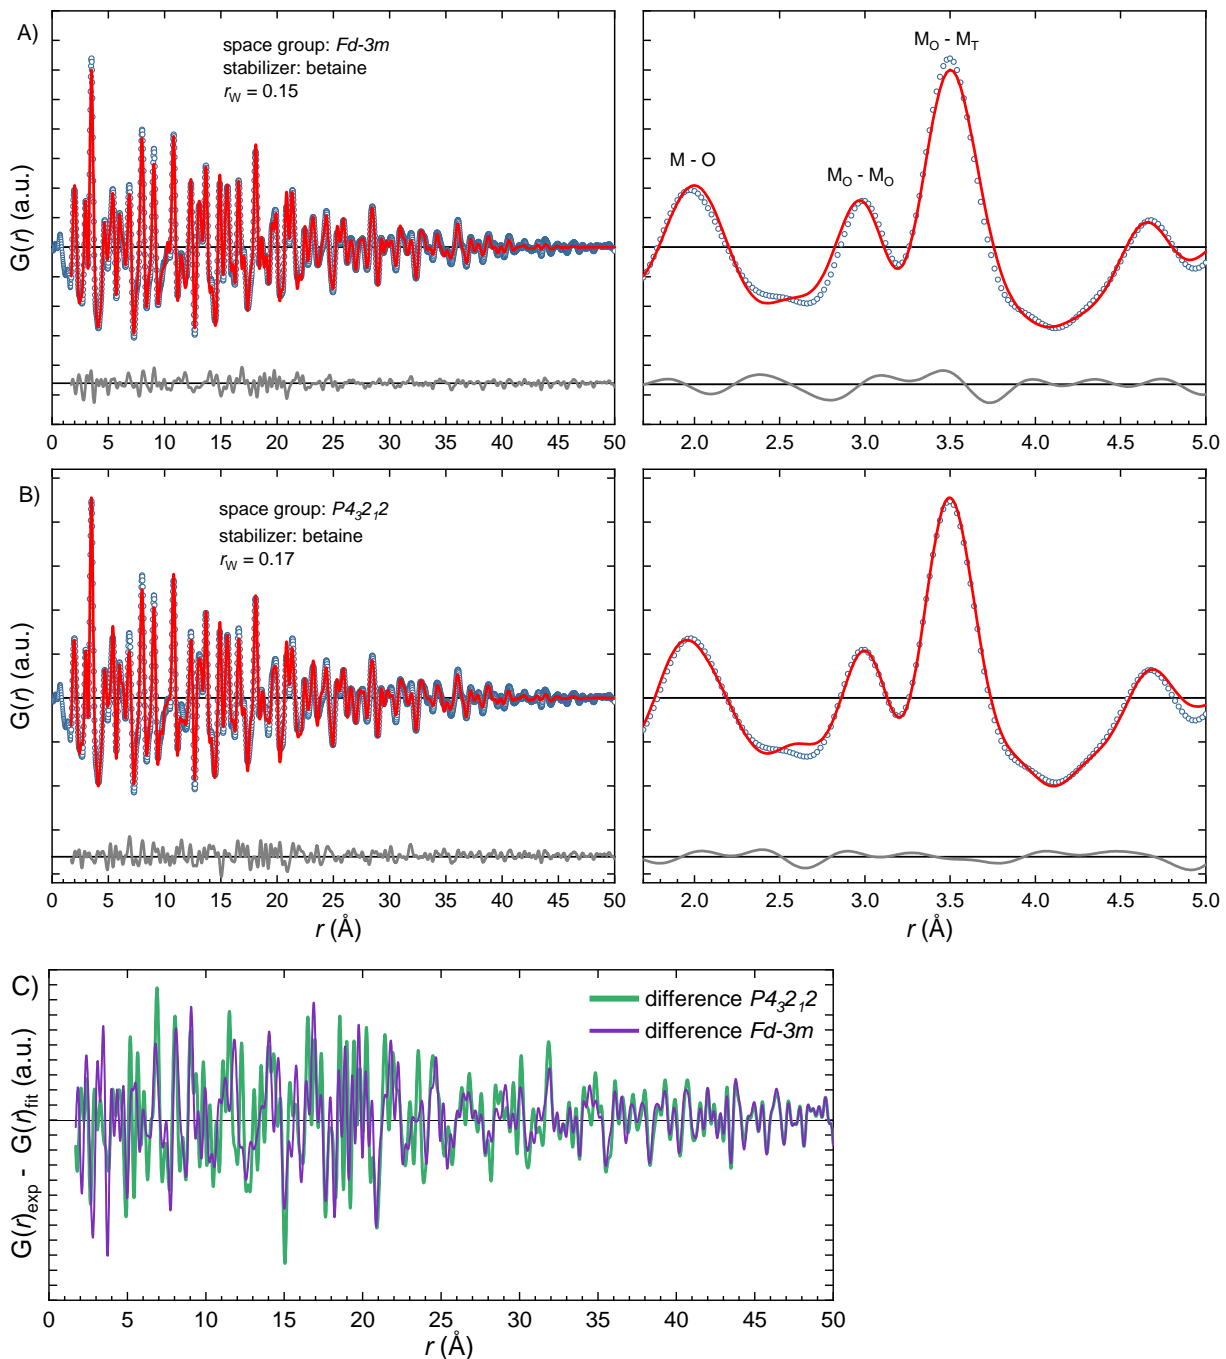 A)
space group: Fd-3m
stabilizer: betaine
rW = 0.15
G(r) (a.u.)
0 5 10 15 20 25 30 35 40 45 50
M - O
MO - MO
MO - MT
2.0 2.5 3.0 3.5 4.0 4.5 5.0
B)
space group: P43212
stabilizer: betaine
rW = 0.17
G(r) (a.u.)
0 5 10 15 20 25 30 35 40 45 50
r (Å)
2.0 2.5 3.0 3.5 4.0 4.5 5.0
r (Å)
C)
difference P43212
difference Fd-3m
G(r)exp - G(r)fit (a.u.)
0 5 10 15 20 25 30 35 40 45 50
r (Å)